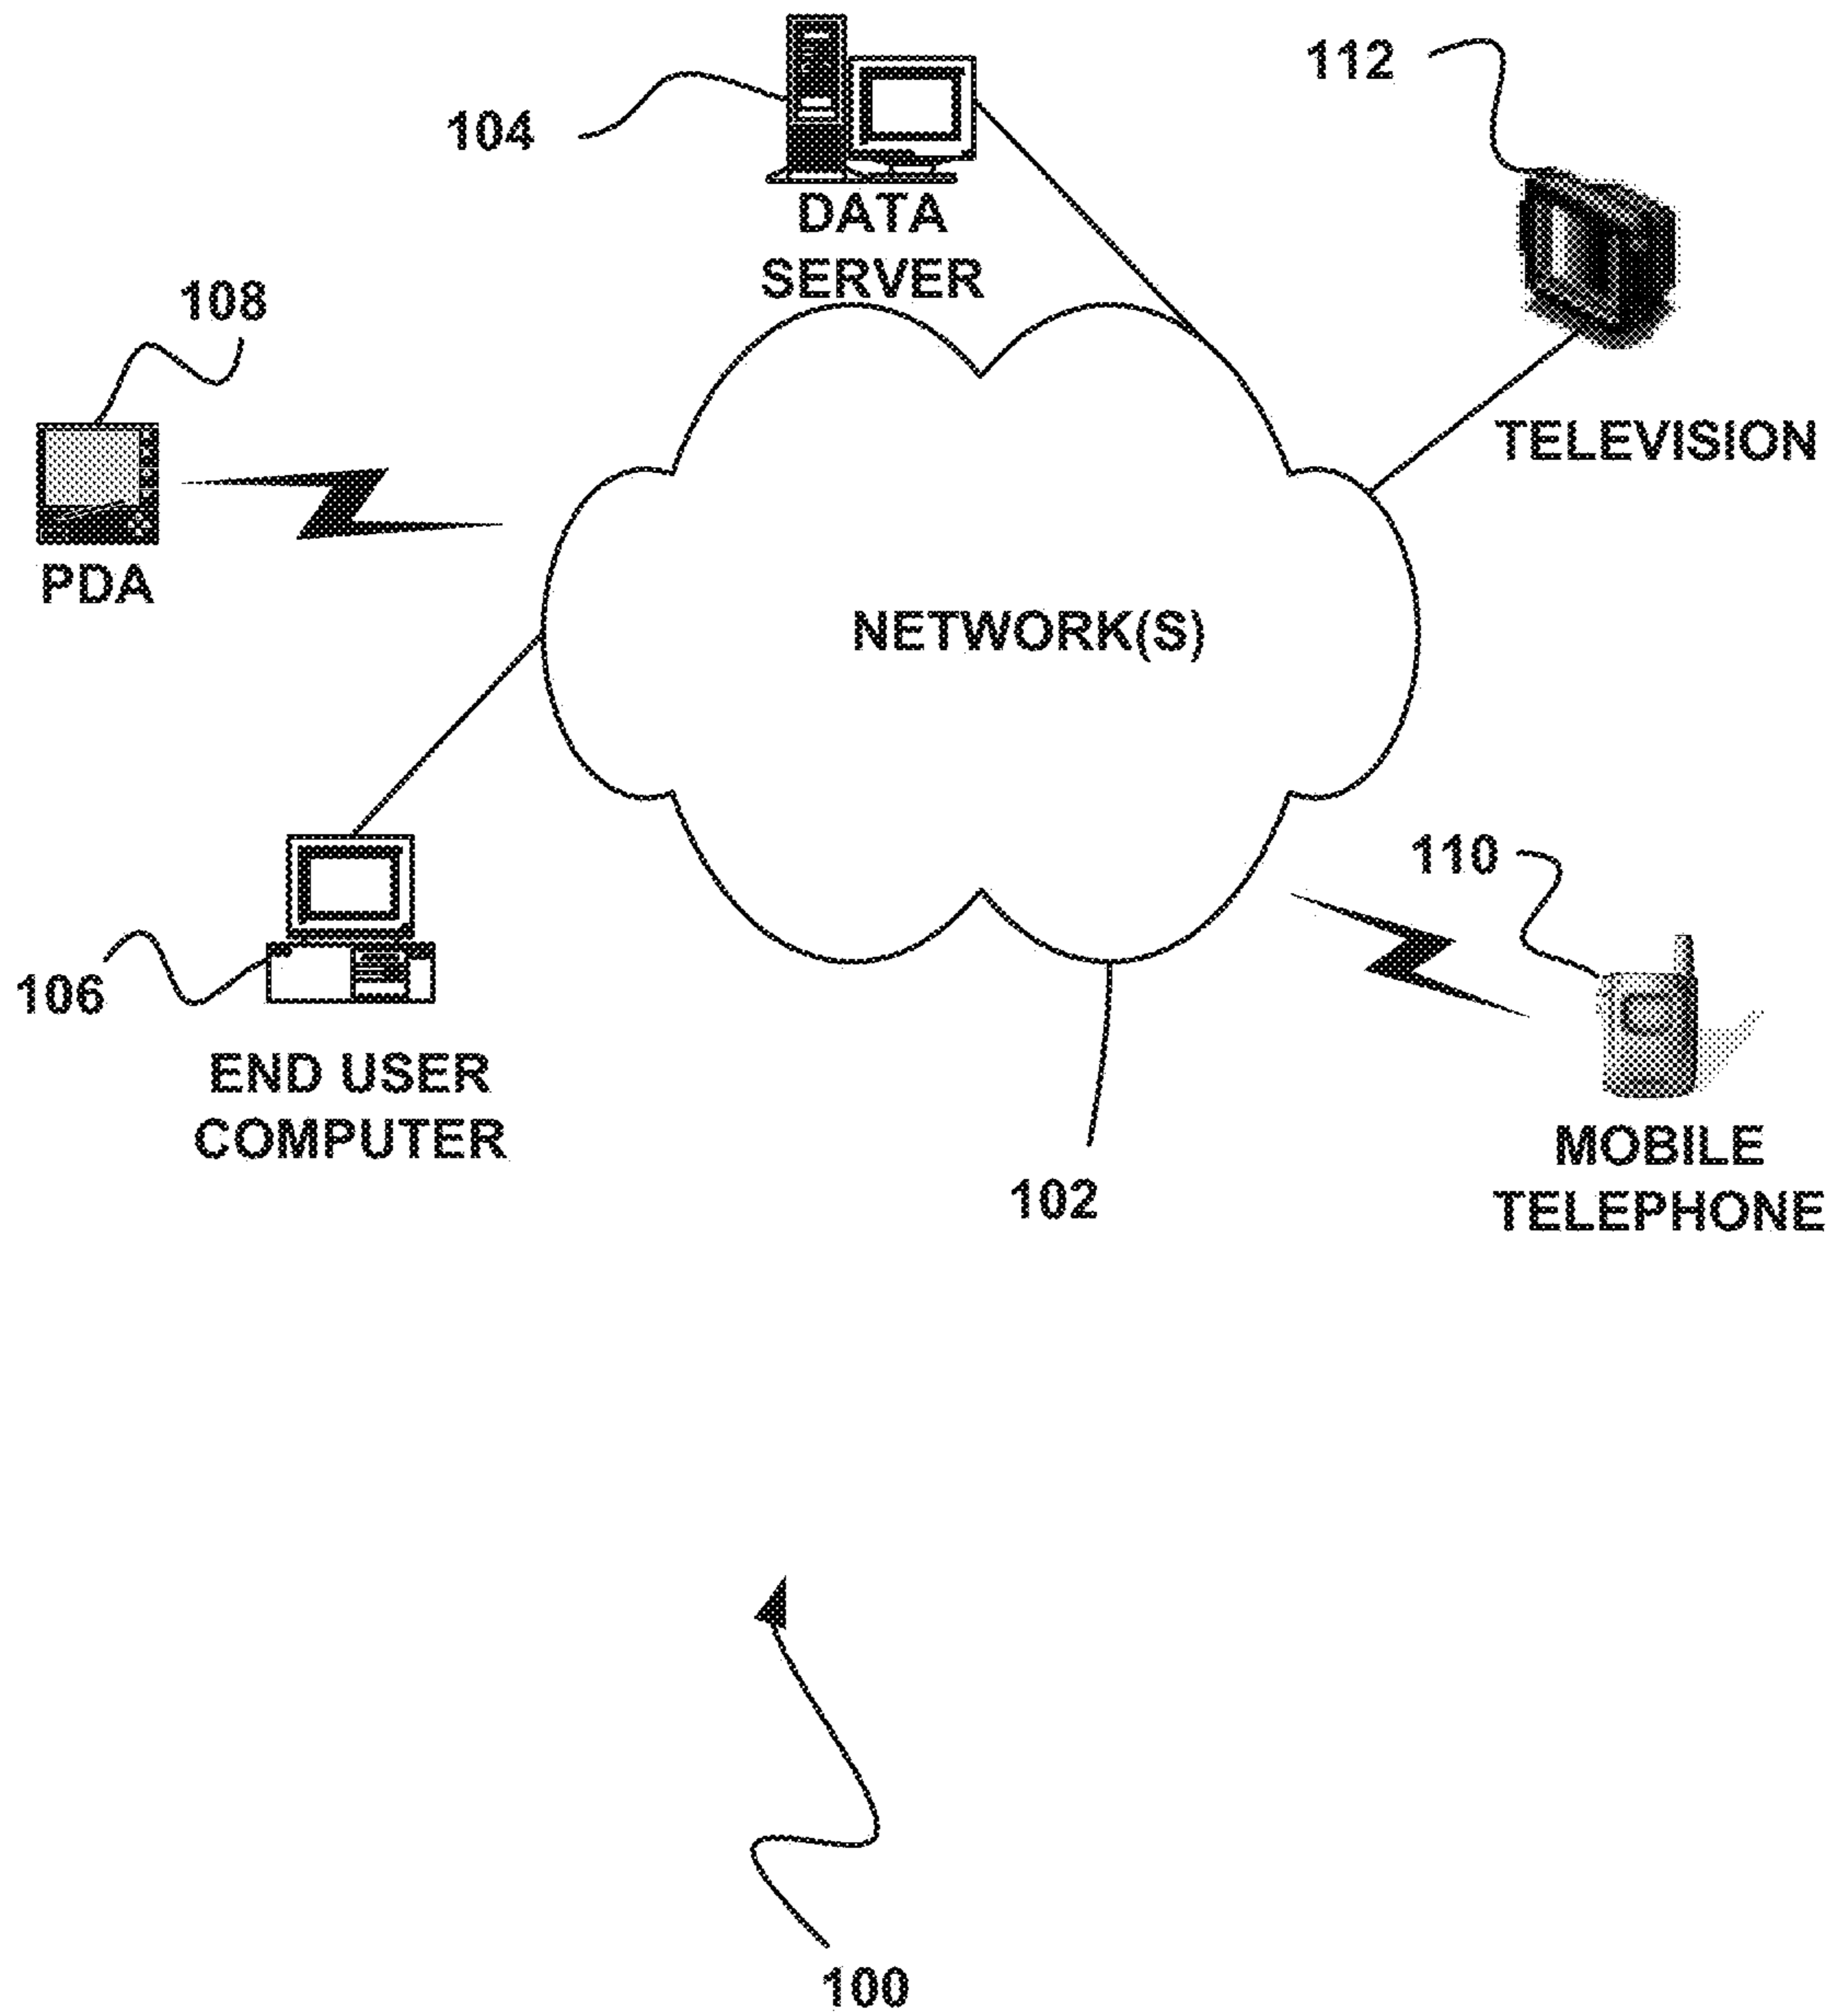 104
112
DATA
SERVER
108
TELEVISION
PDA
NETWORK(S)
110
106
END USER
COMPUTER
102
MOBILE
TELEPHONE
100